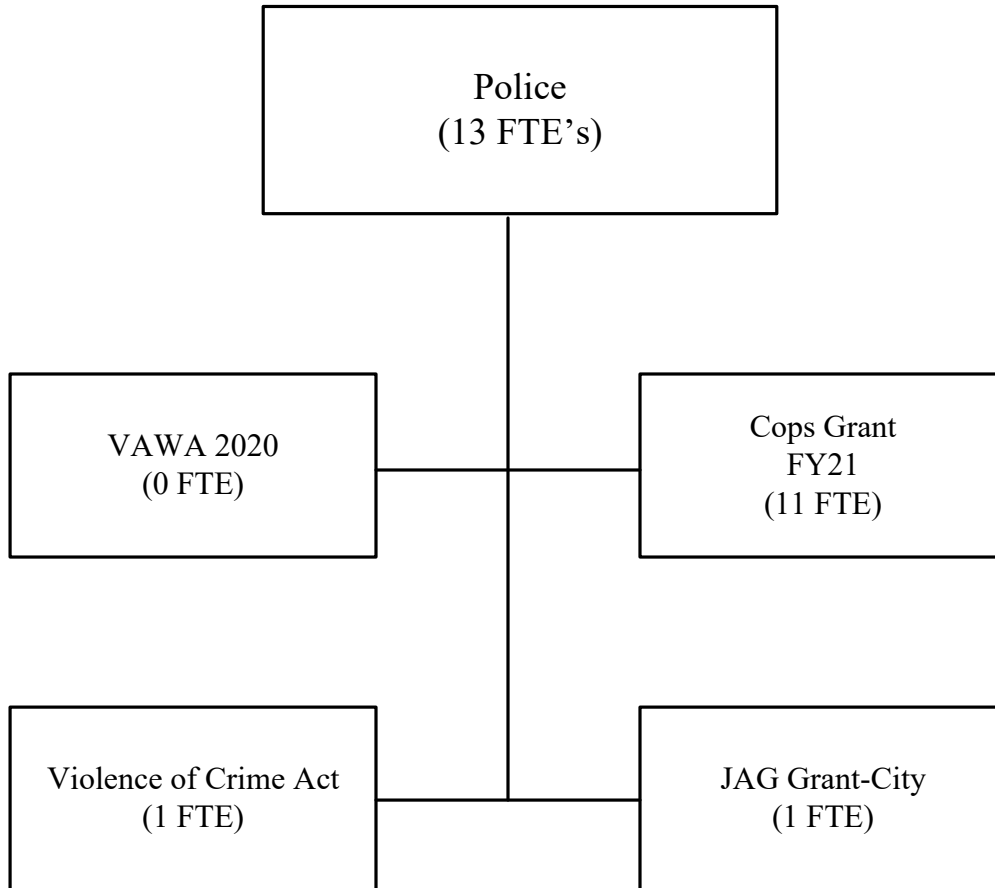 Police
(13 FTE’s)
VAWA 2020
(0 FTE)
Cops Grant
FY21
(11 FTE)
Violence of Crime Act
(1 FTE)
JAG Grant-City
(1 FTE)